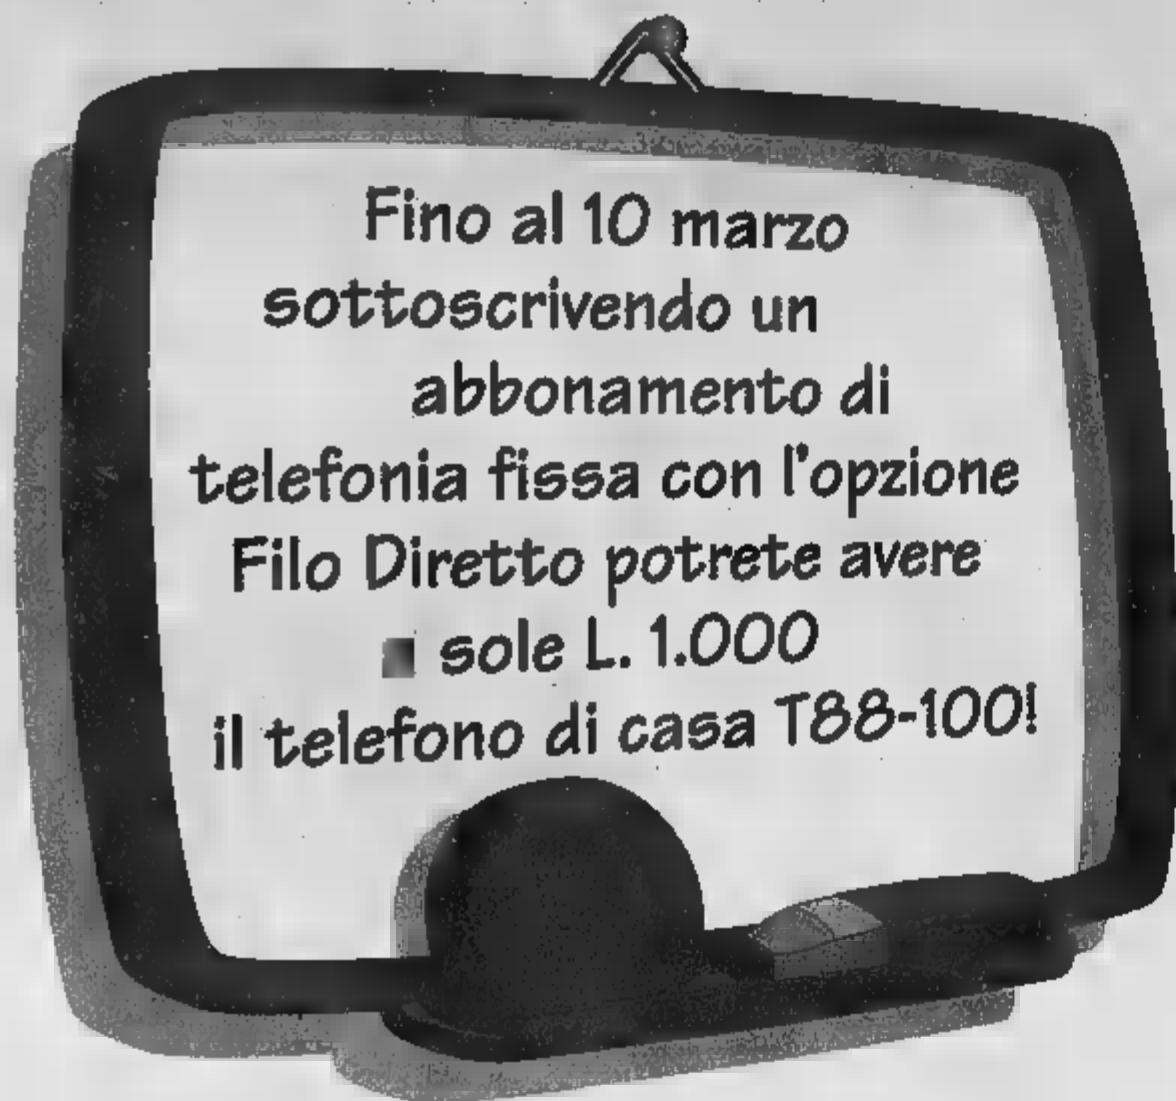 Fino al 10 marzo
sottoscrivendo un
abbonamento di
telefonia fissa con l'opzione
Filo Diretto potrete avere
sole L. 1.000
il telefono di casa T88-100!